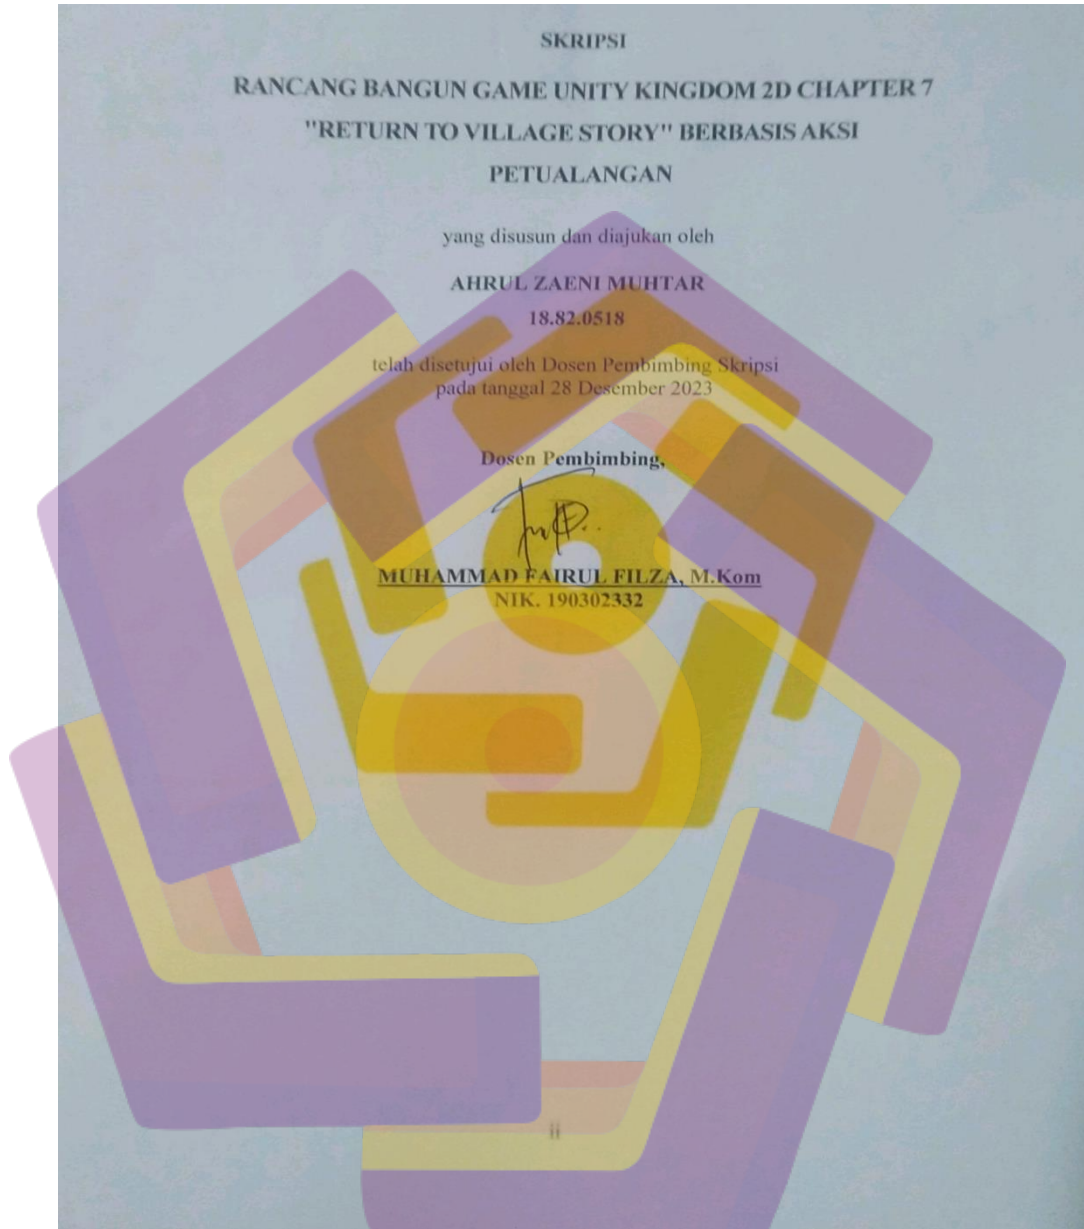 SKRIPSI
RANCANG BANGUN GAME UNITY KINGDOM 2D CHAPTER 7
"RETURN TO VILLAGE STORY" BERBASIS AKSI
PETUALANGAN
yang disusun dan diajukan oleh
AHRUL ZAENI MUHTAR
18.82.0518
telah disetujui oleh Dosen Pembimbing Skripsi
pada tanggal 28 Desember 2023
Dosen Pembimbing,
MUHAMMAD FAIRUL FILZA, M.Kom
NIK. 190302332
ii